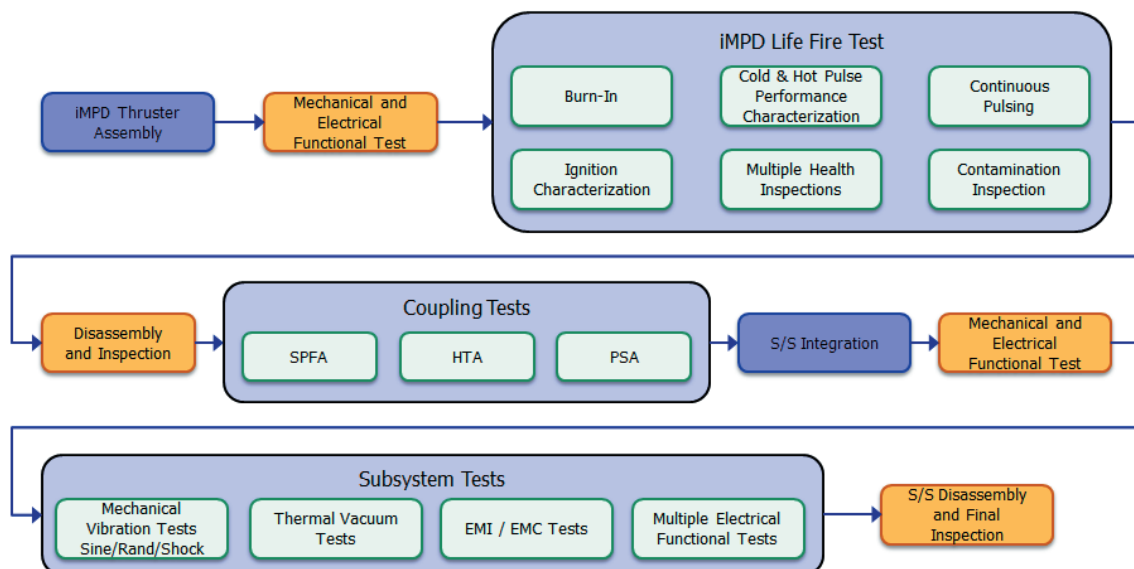 iMPD Life Fire Test
iMPD Thruster
Assembly
Mechanical and
Electrical
Functional Test
Burn-In
Cold & Hot Pulse
Performance
Characterization
Continuous
Pulsing
Ignition
Characterization
Multiple Health
Inspections
Contamination
Inspection
Disassembly
and Inspection
Coupling Tests
SPFA
HTA
PSA
S/S Integration
Mechanical and
Electrical
Functional Test
Subsystem Tests
Mechanical
Vibration Tests
Sine/Rand/Shock
Thermal Vacuum
Tests
EMI / EMC Tests
Multiple Electrical
Functional Tests
S/S Disassembly
and Final
Inspection